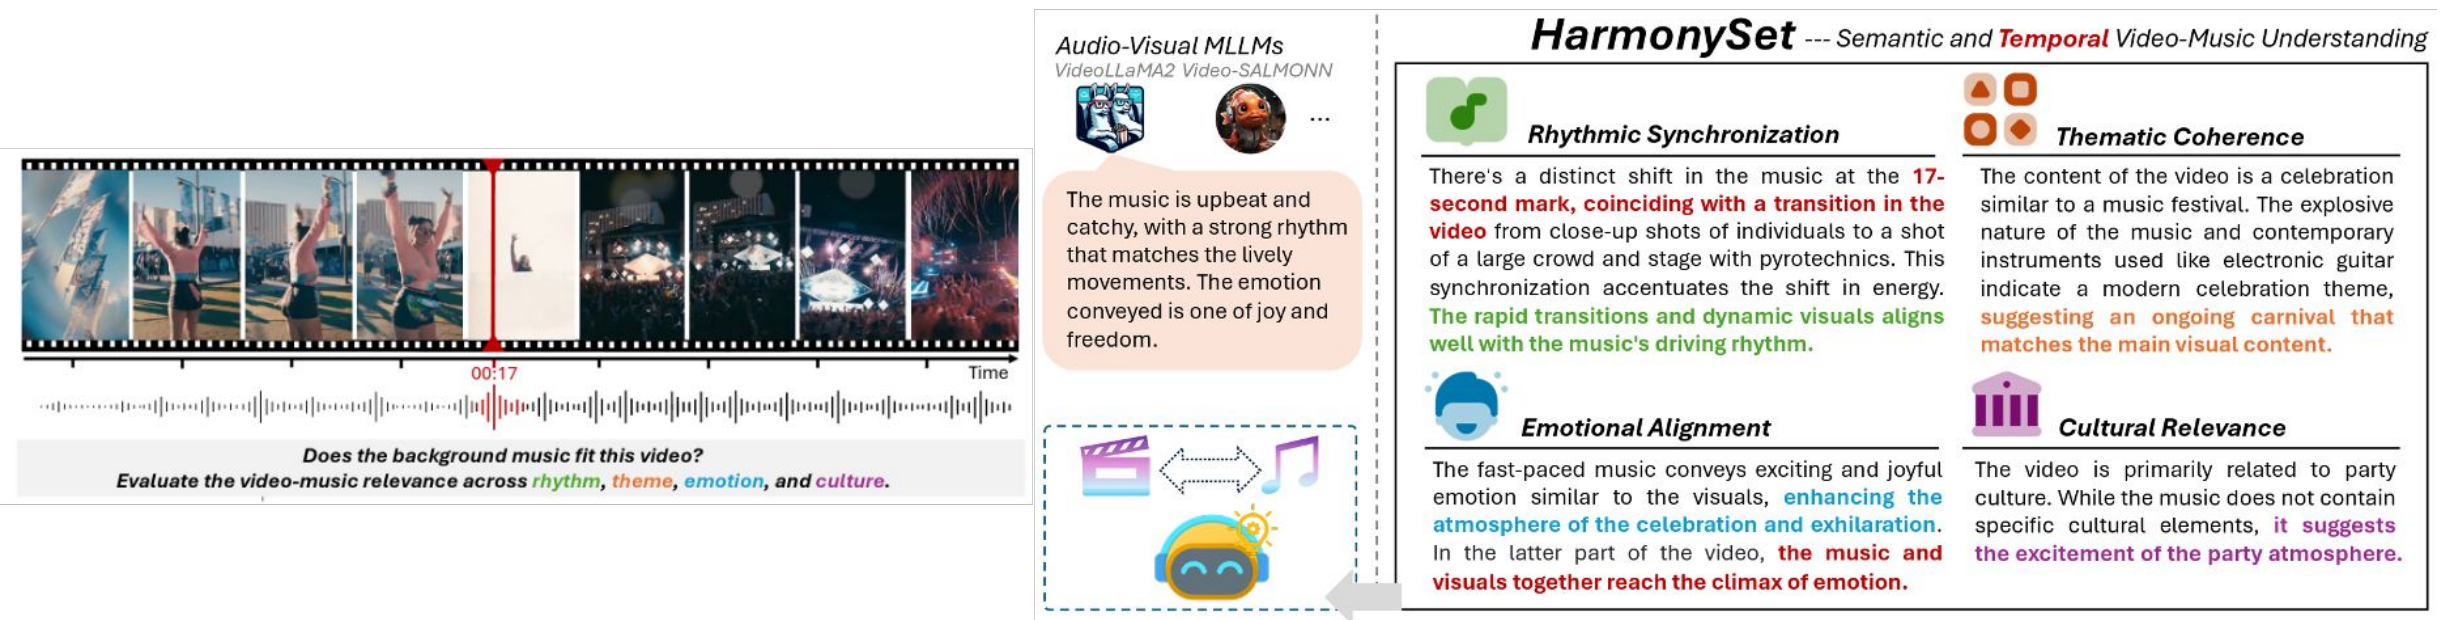 00:17
Time
Does the background music fit this video?
Evaluate the video-music relevance across rhythm, theme, emotion, and culture.
Audio-Visual MLLMs
VideoLLaMA2 Video-SALMONN
...
The music is upbeat and
catchy, with a strong rhythm
that matches the lively
movements. The emotion
conveyed is one of joy and
freedom.
HarmonySet --- Semantic and Temporal Video-Music Understanding
Rhythmic Synchronization
There's a distinct shift in the music at the 17-
second mark, coinciding with a transition in the
video from close-up shots of individuals to a shot
of a large crowd and stage with pyrotechnics. This
synchronization accentuates the shift in energy.
The rapid transitions and dynamic visuals aligns
well with the music's driving rhythm.
Thematic Coherence
The content of the video is a celebration
similar to a music festival. The explosive
nature of the music and contemporary
instruments used like electronic guitar
indicate a modern celebration theme,
suggesting an ongoing carnival that
matches the main visual content.
Emotional Alignment
The fast-paced music conveys exciting and joyful
emotion similar to the visuals, enhancing the
atmosphere of the celebration and exhilaration.
In the latter part of the video, the music and
visuals together reach the climax of emotion.
Cultural Relevance
The video is primarily related to party
culture. While the music does not contain
specific cultural elements, it suggests
the excitement of the party atmosphere.